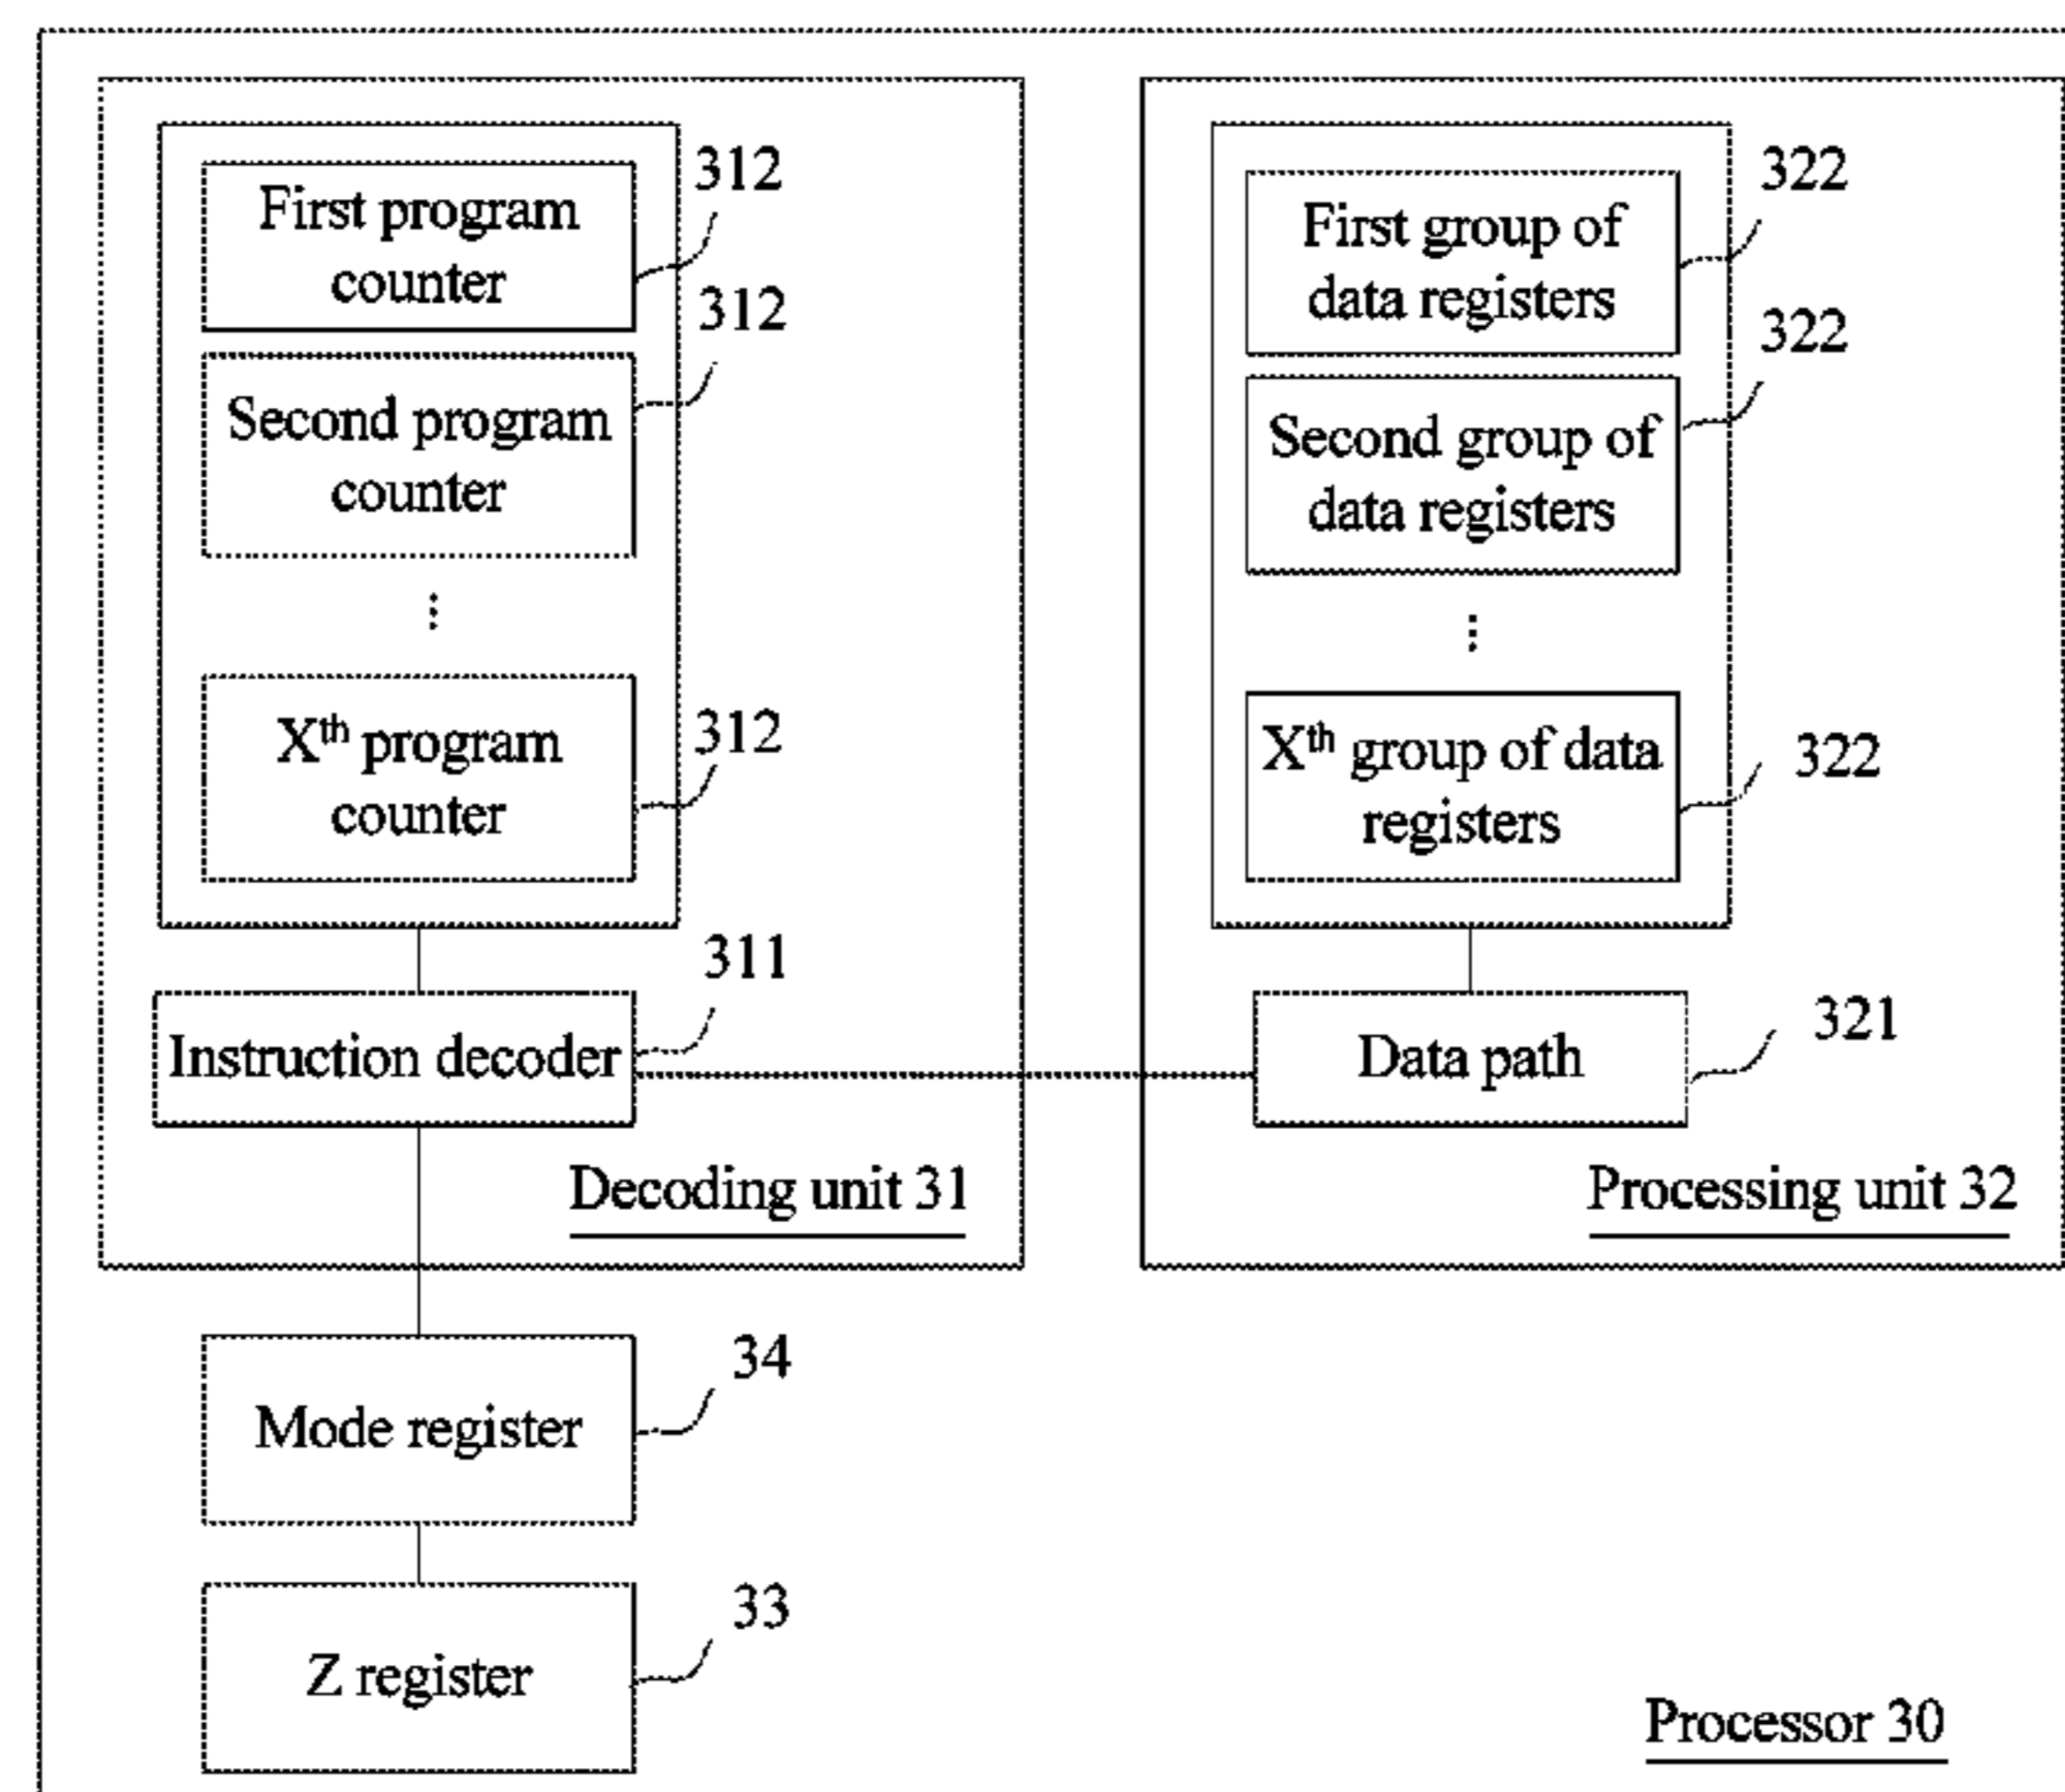 First program
counter
312
Second program
counter
312
⋮
Xth program
counter
312
Instruction decoder
311
Decoding unit 31
First group of
data registers
322
Second group of
data registers
322
⋮
Xth group of data
registers
322
Data path
321
Processing unit 32
Mode register
34
Z register
33
Processor 30